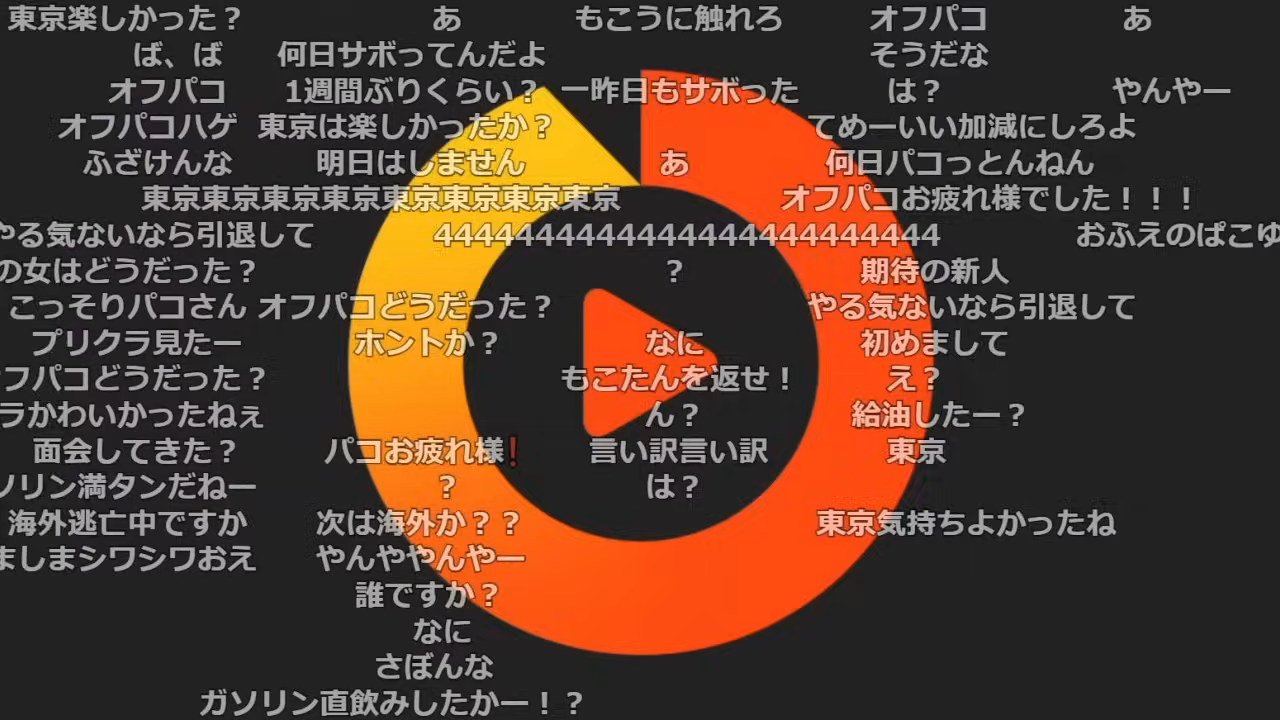 東京楽しかった？ あ もこうに触れろ オフパコ あ
ば、ば 何日サボってんだよ そうだな
オフパコ 1週間ぶりくらい？ 一昨日もサボった は？ やんやー
オフパコハゲ 東京は楽しかったか？ てめーいい加減にしろよ
ふざけんな 明日はしません あ 何日パコっとんねん
東京東京東京東京東京東京東京東京 オフパコお疲れ様でした！！！
やる気ないなら引退して 4444444444444444444444444 おふえのぱこゆ
の女はどうだった？ ？ 期待の新人
こっそりパコさん オフパコどうだった？ やる気ないなら引退して
プリクラ見たー ホントか？ なに 初めまして
フパコどうだった？ もこたんを返せ！ え？
ラかわいかったねぇ ん？ 給油したー？
面会してきた？ パコお疲れ様❗ 言い訳言い訳 東京
ソリン満タンだねー ？ は？
海外逃亡中ですか 次は海外か？？ 東京気持ちよかったね
ましまシワシワおえ やんややんやー
誰ですか？
なに
さぼんな
ガソリン直飲みしたかー！？